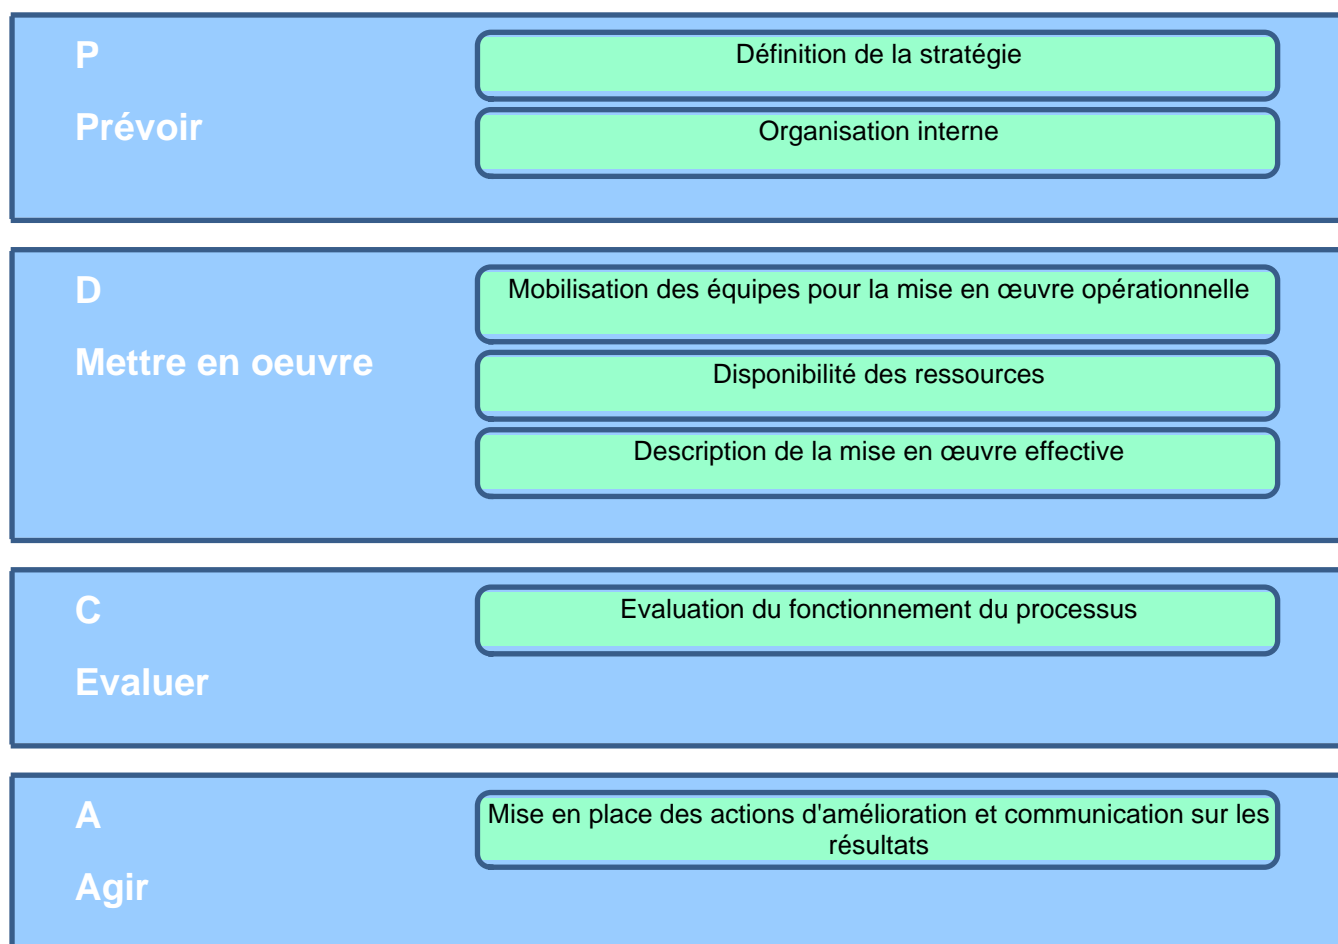 P
Prévoir
Définition de la stratégie
Organisation interne
D
Mettre en oeuvre
Mobilisation des équipes pour la mise en œuvre opérationnelle
Disponibilité des ressources
Description de la mise en œuvre effective
C
Evaluer
Evaluation du fonctionnement du processus
A
Agir
Mise en place des actions d'amélioration et communication sur les
résultats